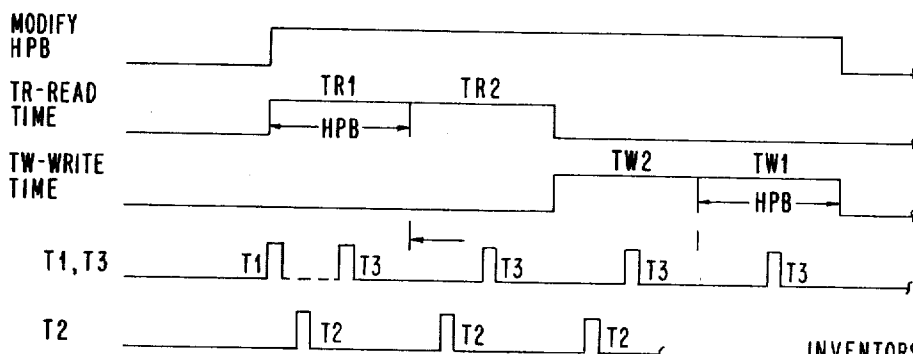 MODIFY
HPB
TR-READ
TIME
TR1 TR2
HPB
TW-WRITE
TIME
TW2 TW1
HPB
T1,T3
T1 T3 T3 T3 T3
T2
T2 T2 T2
INVENTORS